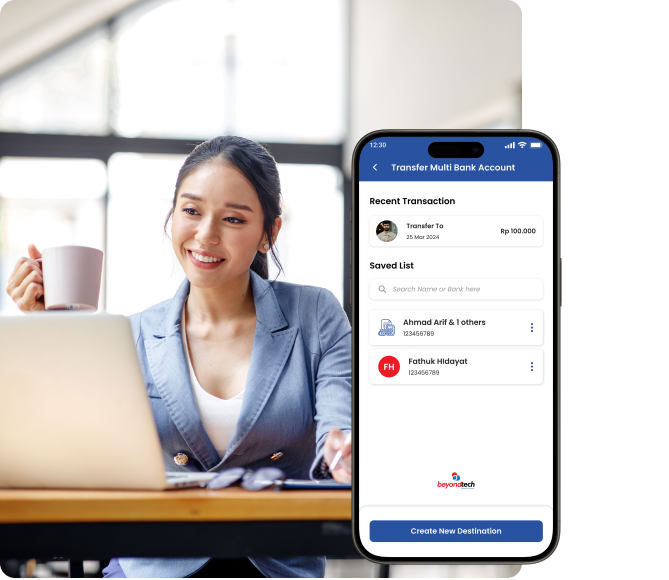 12:30
Transfer Multi Bank Account
Recent Transaction
Transfer To
25 Mar 2024
Rp 100.000
Saved List
Search Name or Bank here
Ahmad Arif & 1 others
123456789
FH
Fathuk HIdayat
123456789
beyondtech
Create New Destination